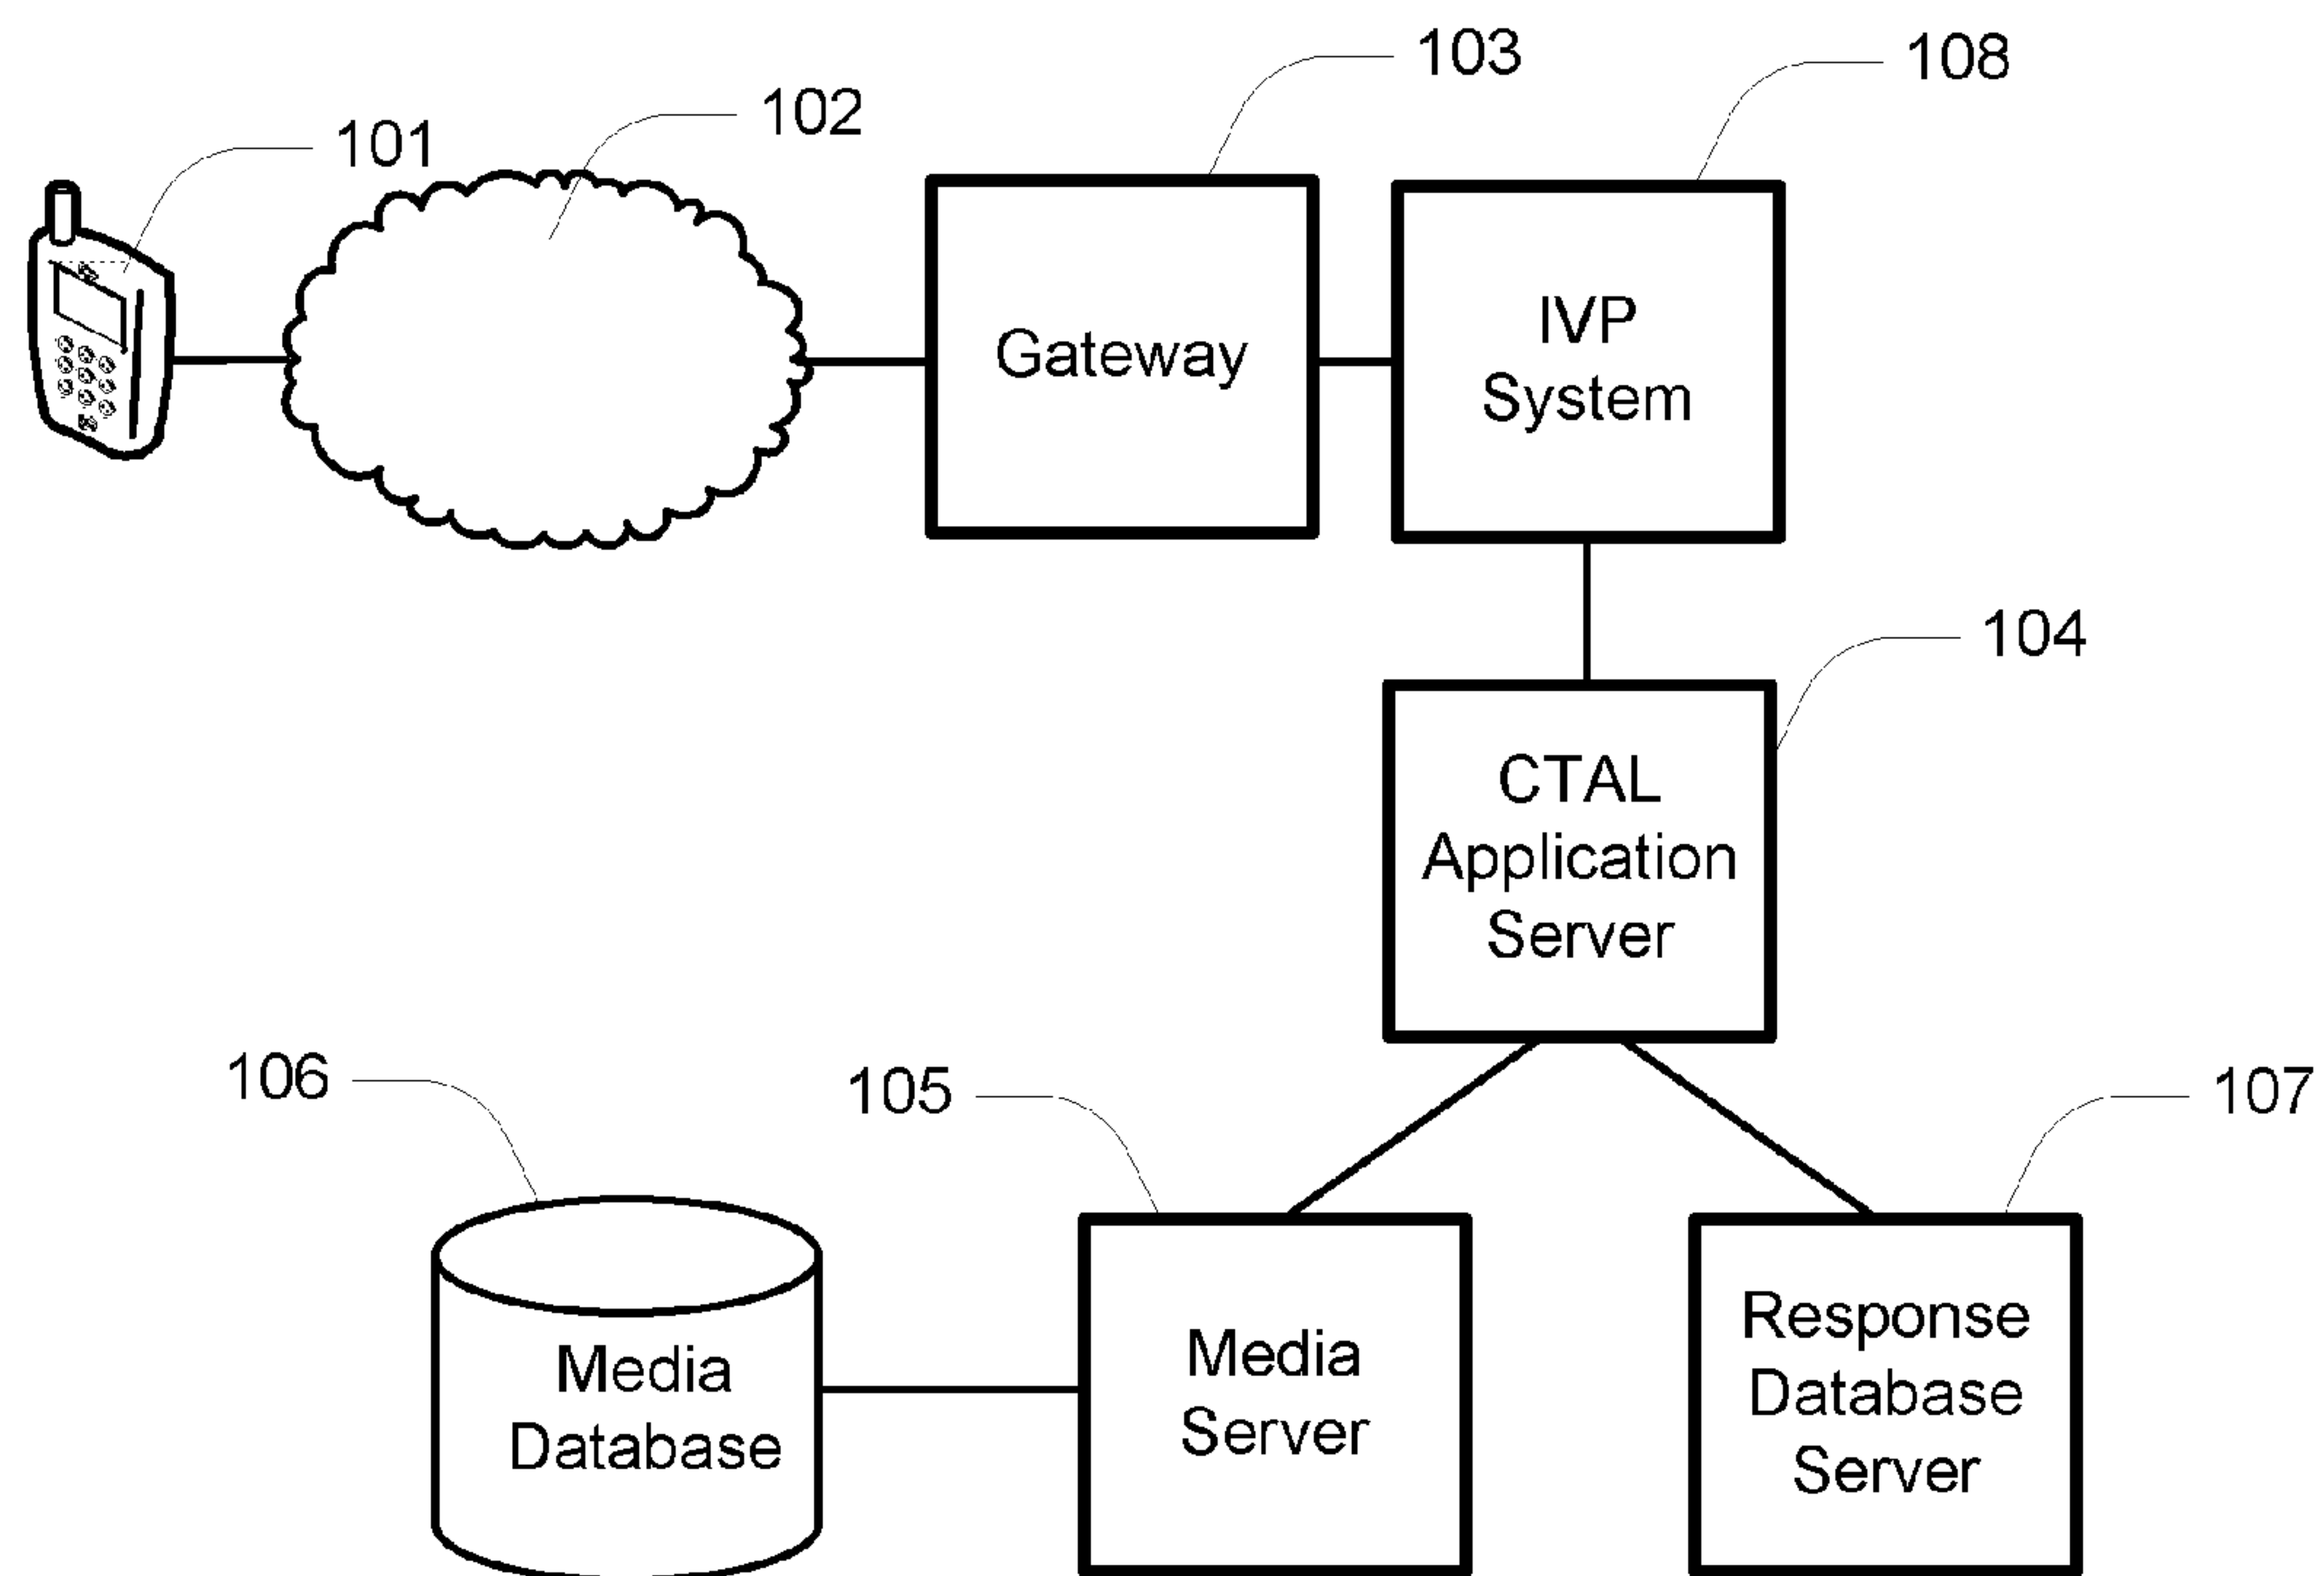 103
108
102
101
Gateway
IVP
System
104
CTAL
Application
Server
106
105
107
Media
Database
Media
Server
Response
Database
Server